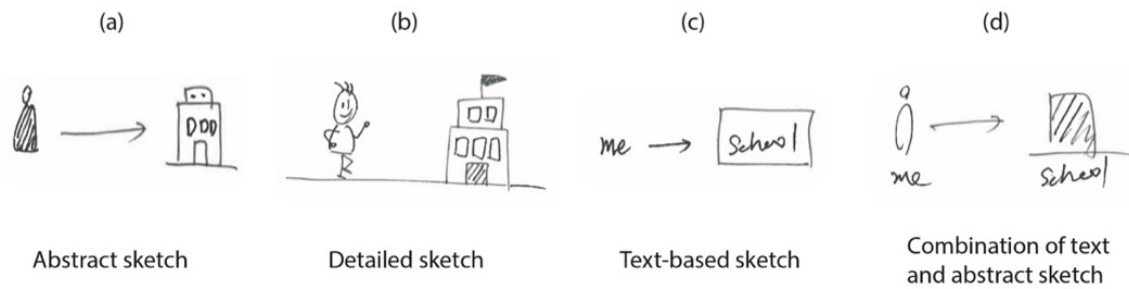 (a)
(b)
(c)
(d)
me
School
me
School
Abstract sketch
Detailed sketch
Text-based sketch
Combination of text
and abstract sketch